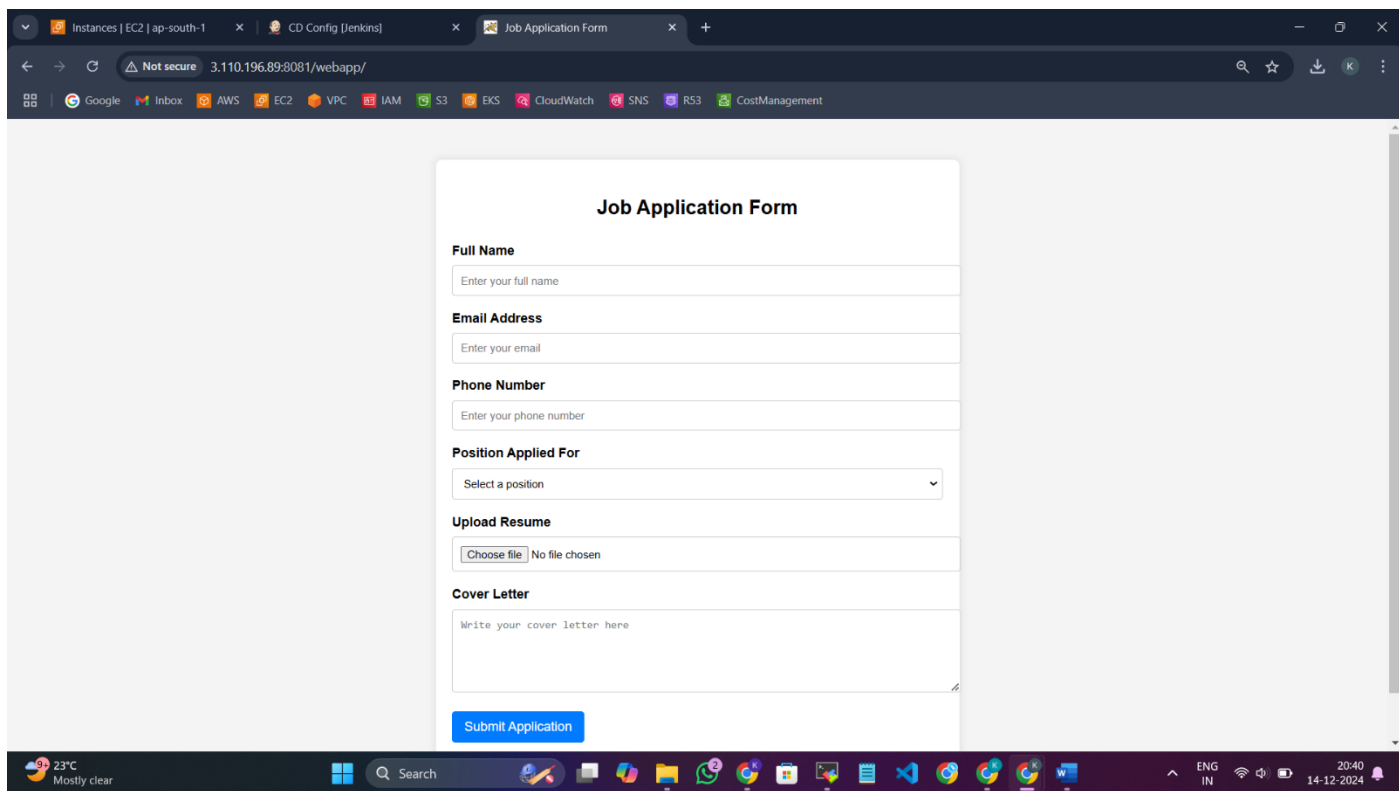 Instances | EC2 | ap-south-1
CD Config [Jenkins]
Job Application Form
Not secure 3.110.196.89:8081/webapp/
K
Google Inbox AWS EC2 VPC IAM S3 EKS CloudWatch SNS R53 CostManagement
Job Application Form
Full Name
Enter your full name
Email Address
Enter your email
Phone Number
Enter your phone number
Position Applied For
Select a position
Upload Resume
Choose file No file chosen
Cover Letter
Write your cover letter here
Submit Application
9+
23°C
Mostly clear
Search
2
ENG
IN
20:40
14-12-2024